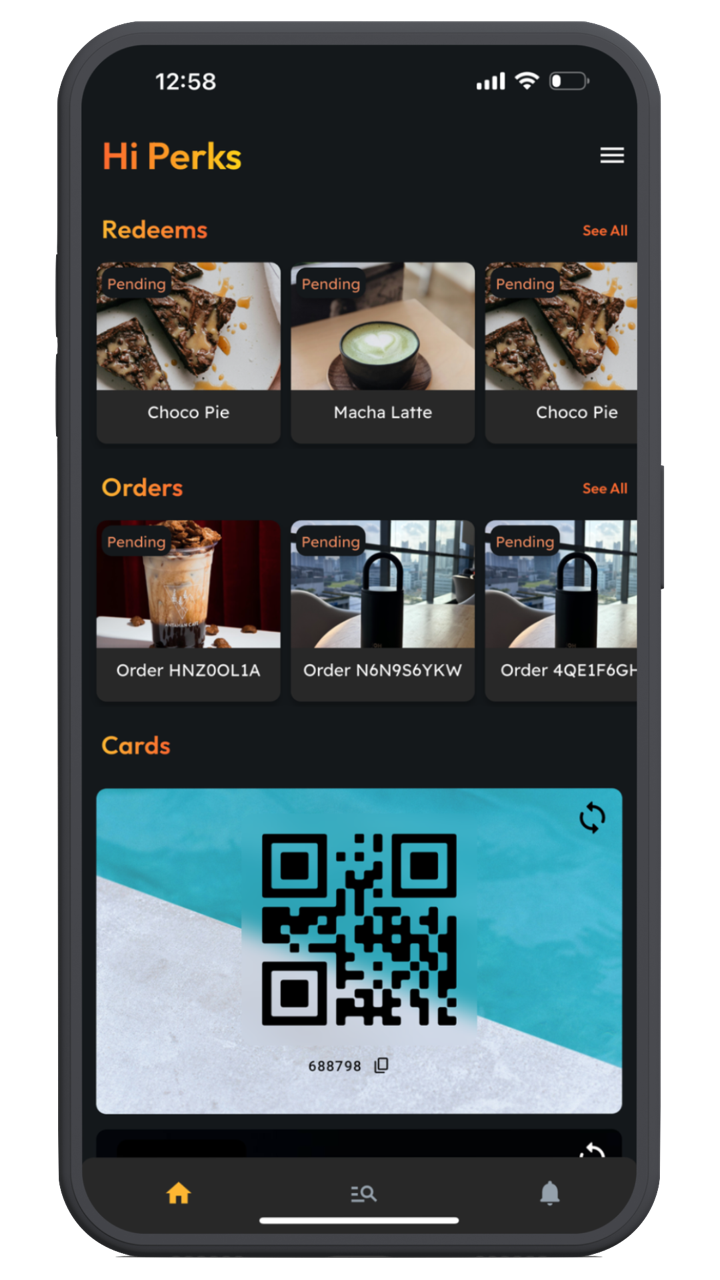 12:58
Hi Perks
Redeems See All
Pending Pending Pending
Choco Pie Macha Latte Choco Pie
Orders See All
Pending Pending Pending
Order HNZ0OL1A Order N6N9S6YKW Order 4QE1F6GH
Cards
688798